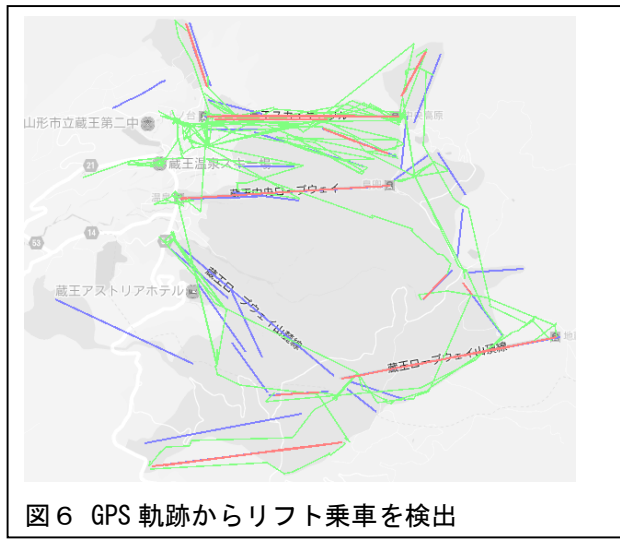 山形市立蔵王第二中
21
蔵王温泉スキー場
蔵王中央ロープウェイ
14
53
蔵王アストリアホテル
蔵王ロープウェイ山麓線
蔵王ロープウェイ山頂線
図6 GPS軌跡からリフト乗車を検出